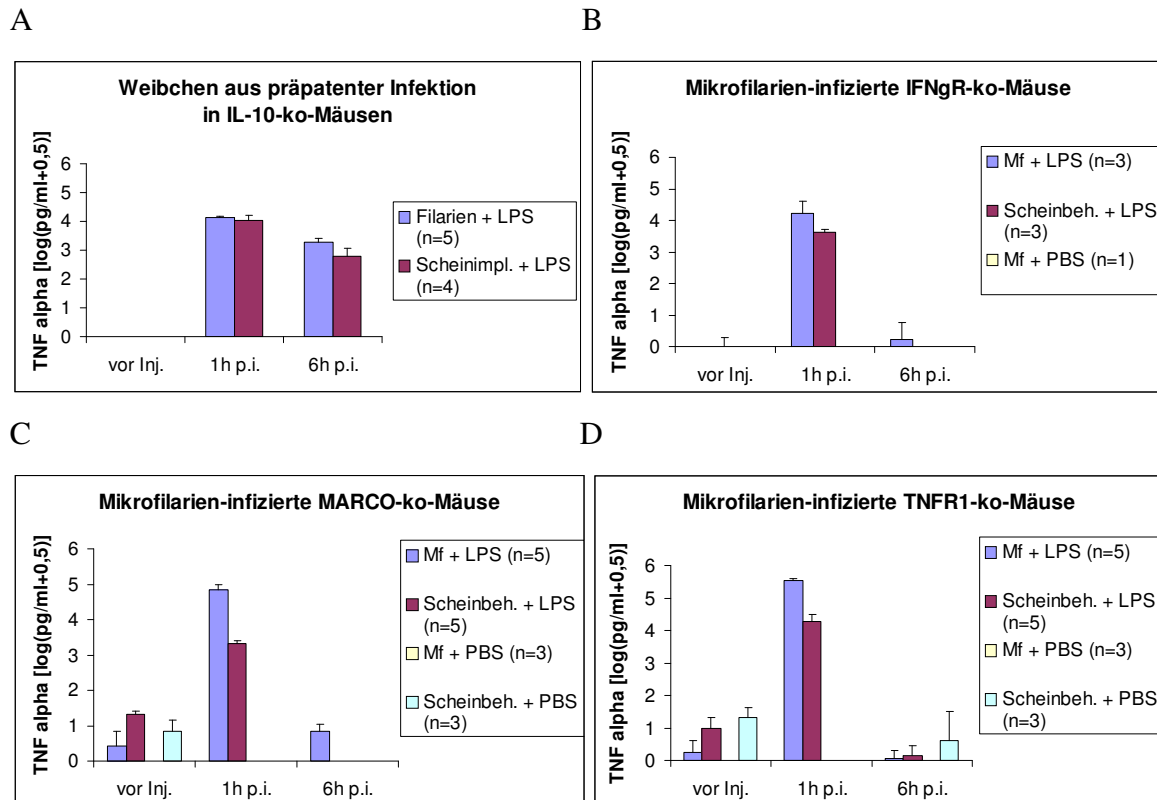 A
Weibchen aus präpatenter Infektion
in IL-10-ko-Mäusen
TNF alpha [log(pg/ml+0,5)]
6
5
4
3
2
1
0
vor Inj.
1h p.i.
6h p.i.
Filarien + LPS
(n=5)
Scheinimpl. + LPS
(n=4)
B
Mikrofilarien-infizierte IFNgR-ko-Mäuse
TNF alpha [log(pg/ml+0,5)]
6
5
4
3
2
1
0
vor Inj.
1h p.i.
6h p.i.
Mf + LPS (n=3)
Scheinbeh. + LPS
(n=3)
Mf + PBS (n=1)
C
Mikrofilarien-infizierte MARCO-ko-Mäuse
TNF alpha [log(pg/ml+0,5)]
6
5
4
3
2
1
0
vor Inj.
1h p.i.
6h p.i.
Mf + LPS (n=5)
Scheinbeh. + LPS
(n=5)
Mf + PBS (n=3)
Scheinbeh. + PBS
(n=3)
D
Mikrofilarien-infizierte TNFR1-ko-Mäuse
TNF alpha [log(pg/ml+0,5)]
6
5
4
3
2
1
0
vor Inj.
1h p.i.
6h p.i.
Mf + LPS (n=5)
Scheinbeh. + LPS
(n=5)
Mf + PBS (n=3)
Scheinbeh. + PBS
(n=3)